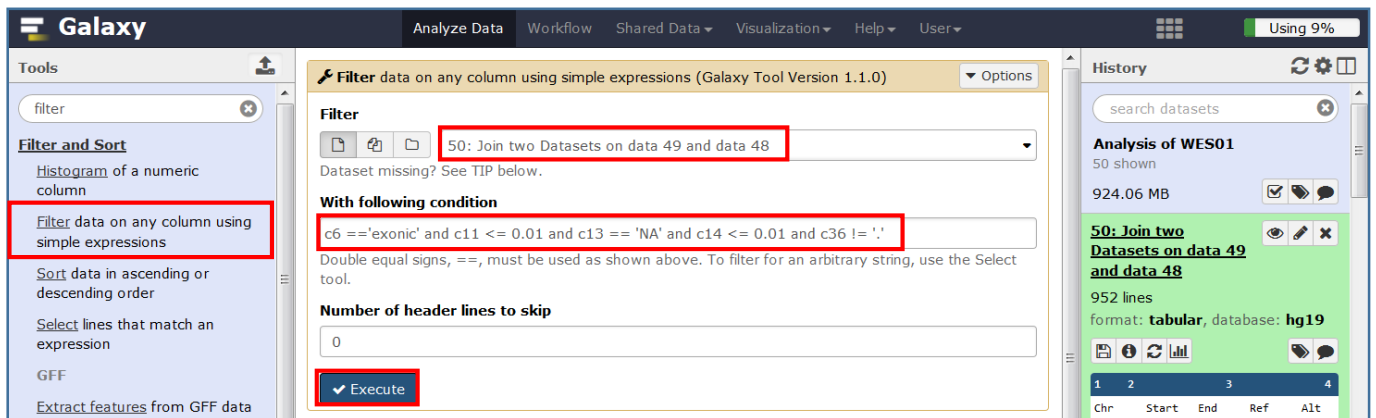 Galaxy
Analyze Data Workflow Shared Data Visualization Help User
Using 9%
Tools
filter
Filter and Sort
Histogram of a numeric
column
Filter data on any column using
simple expressions
Sort data in ascending or
descending order
Select lines that match an
expression
GFF
Extract features from GFF data
Filter data on any column using simple expressions (Galaxy Tool Version 1.1.0)
Options
Filter
50: Join two Datasets on data 49 and data 48
Dataset missing? See TIP below.
With following condition
c6 =='exonic' and c11 <= 0.01 and c13 == 'NA' and c14 <= 0.01 and c36 != '.'
Double equal signs, ==, must be used as shown above. To filter for an arbitrary string, use the Select
tool.
Number of header lines to skip
0
Execute
History
search datasets
Analysis of WES01
50 shown
924.06 MB
50: Join two
Datasets on data 49
and data 48
952 lines
format: tabular, database: hg19
1 2 3 4
Chr Start End Ref Alt